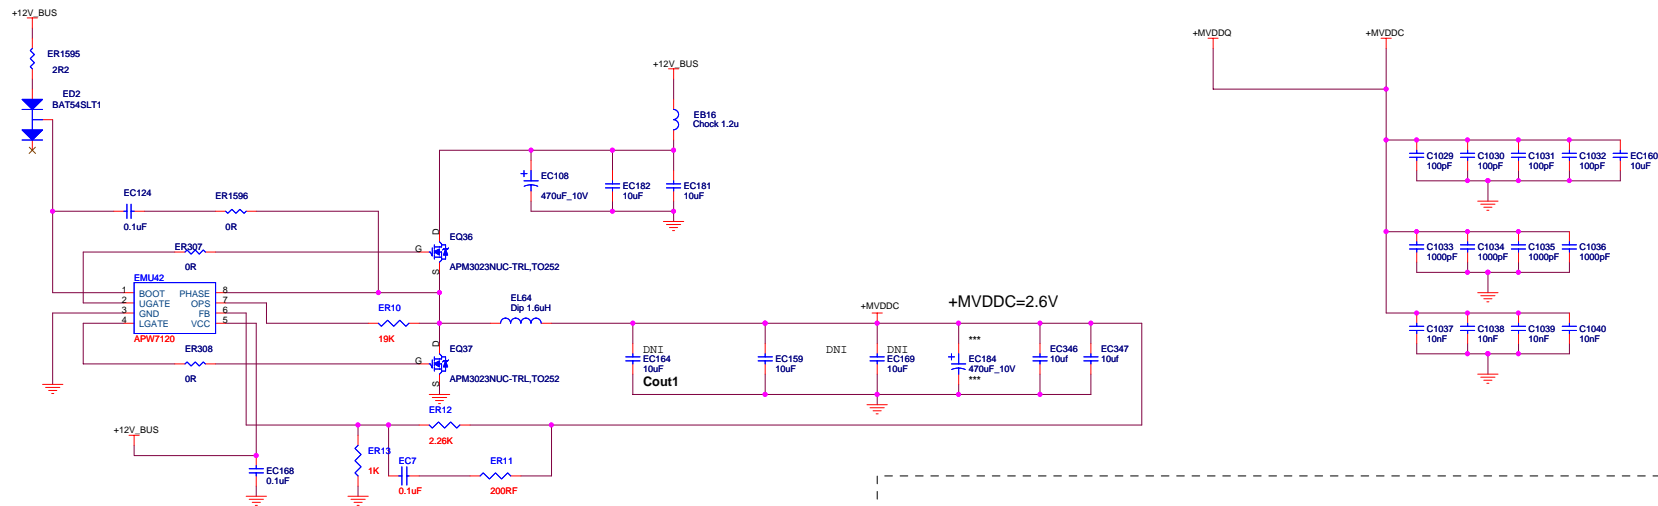 +12V_BUS
ER1595
2R2
ED2
BAT54SLT1
EC124
0.1uF
ER1596
0R
ER307
0R
EMU42
1 BOOT PHASE 8
2 UGATE OPS 7
3 GND FB 6
4 LGATE VCC 5
APW7120
ER308
0R
+12V_BUS
EC168
0.1uF
+12V_BUS
EB16
Chock 1.2u
EC108
470uF_10V
EC182
10uF
EC181
10uF
D
G
S
EQ36
APM3023NUC-TRL,TO252
ER10
19K
EL64
Dip 1.6uH
D
G
S
EQ37
APM3023NUC-TRL,TO252
ER12
2.26K
ER13
1K
EC7
0.1uF
ER11
200RF
+MVDDC
+MVDDC=2.6V
DNI
EC164
10uF
Cout1
EC159
10uF
DNI
DNI
EC169
10uF
***
EC184
470uF_10V
***
EC346
10uf
EC347
10uf
+MVDDQ
+MVDDC
C1029
100pF
C1030
100pF
C1031
100pF
C1032
100pF
EC160
10uF
C1033
1000pF
C1034
1000pF
C1035
1000pF
C1036
1000pF
C1037
10nF
C1038
10nF
C1039
10nF
C1040
10nF